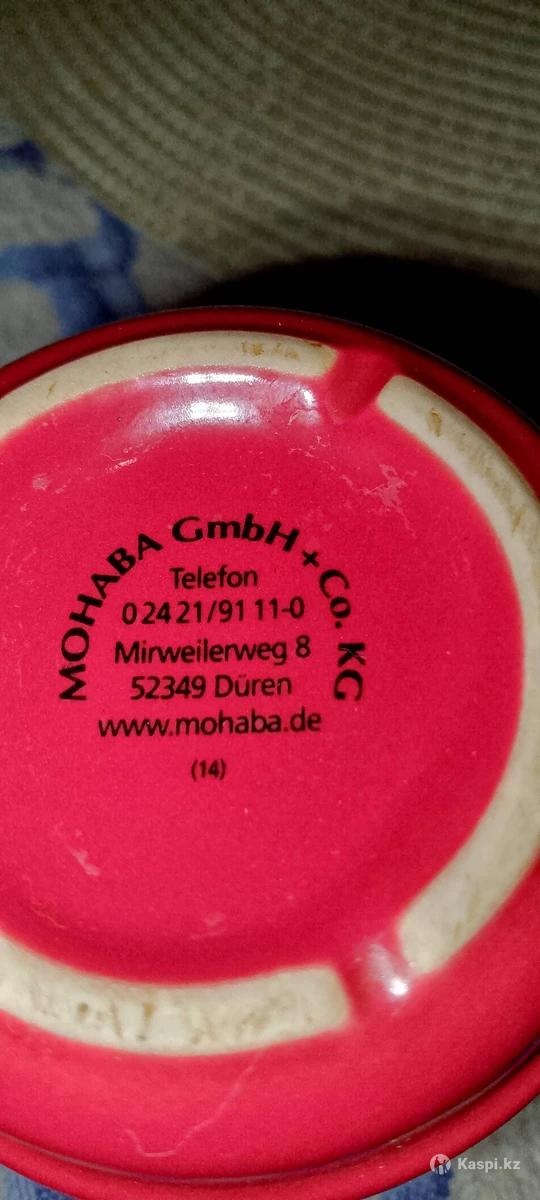 MOHABA GmbH + Co. KG
Telefon
0 24 21/91 11-0
Mirweilerweg 8
52349 Düren
www.mohaba.de
(14)
Kaspi.kz